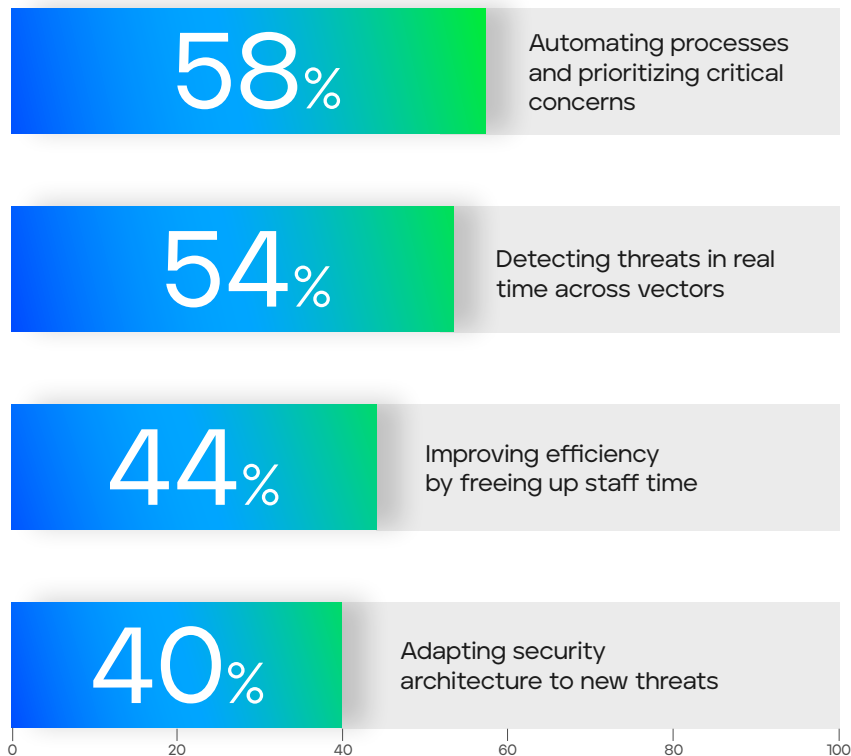 58%
Automating processes
and prioritizing critical
concerns
54%
Detecting threats in real
time across vectors
44%
Improving efficiency
by freeing up staff time
40%
Adapting security
architecture to new threats
0 20 40 60 80 100